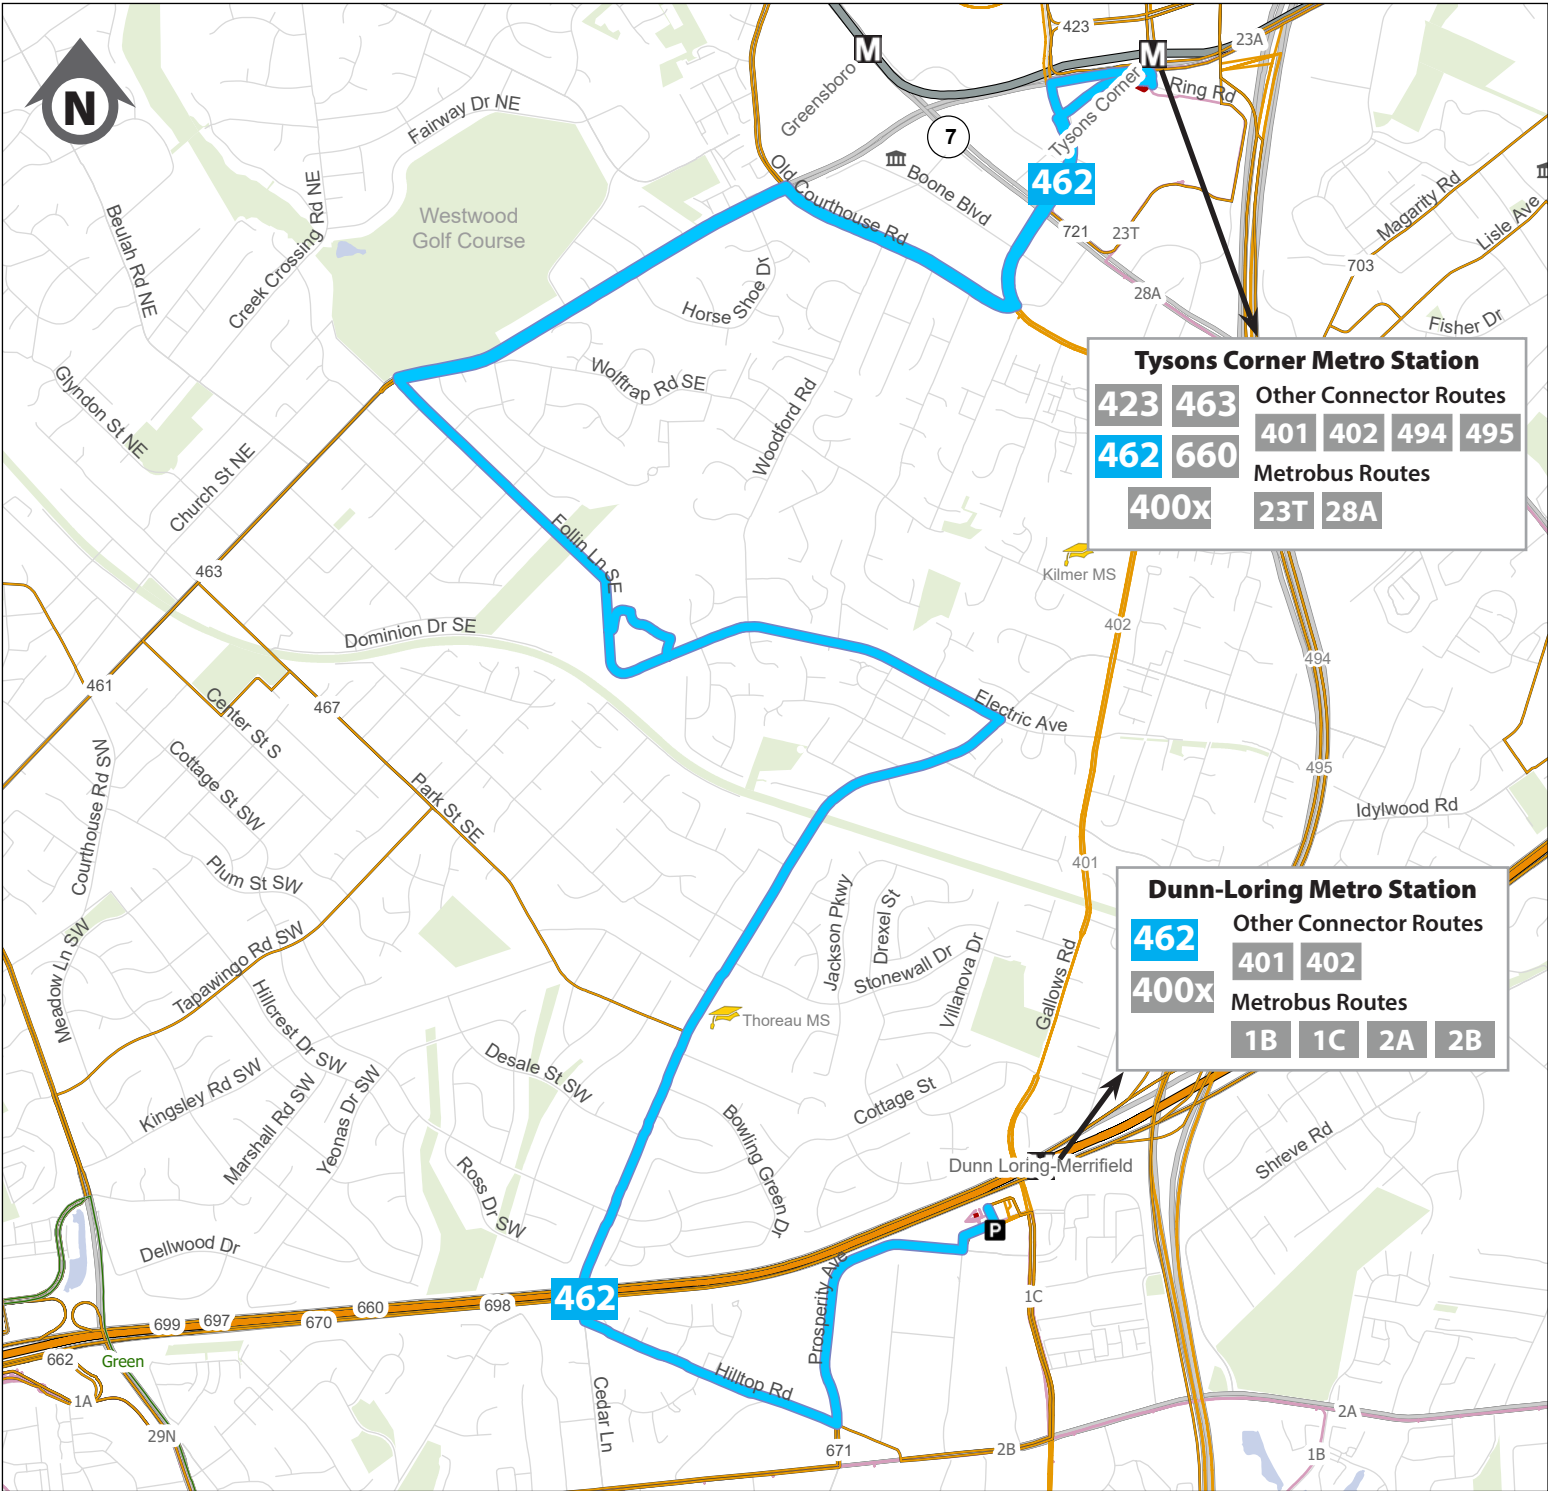 N
M
Greensboro
423
M
23A
Ring Rd
Tysons Corner
7
Fairway Dr NE
Westwood
Golf Course
Creek Crossing Rd NE
Beulah Rd NE
Old Courthouse Rd
Boone Blvd
462
721
23T
28A
Magarity Rd
Lisle Ave
703
Fisher Dr
Horse Shoe Dr
Wolftrap Rd SE
Woodford Rd
Glyndon St NE
Church St NE
Tysons Corner Metro Station
423 463
Other Connector Routes
401 402 494 495
462 660
Metrobus Routes
400x
23T 28A
Follin Ln SE
Kilmer MS
463
Dominion Dr SE
402
494
461
467
Center St S
Electric Ave
495
Courthouse Rd SW
Cottage St SW
Park St SE
Idylwood Rd
Plum St SW
401
Dunn-Loring Metro Station
462
Other Connector Routes
401 402
400x
Metrobus Routes
1B 1C 2A 2B
Meadow Ln SW
Tapawingo Rd SW
Hillcrest Dr SW
Jackson Pkwy
Drexel St
Stonewall Dr
Villanova Dr
Gallows Rd
Thoreau MS
Desale St SW
Kingsley Rd SW
Marshall Rd SW
Yeonas Dr SW
Bowling Green Dr
Cottage St
Shreve Rd
Dunn Loring-Merrifield
Ross Dr SW
P
Dellwood Dr
462
Prosperity Ave
1C
699
697
670
660
698
662
Green
1A
29N
Cedar Ln
Hilltop Rd
671
2B
2A
1B